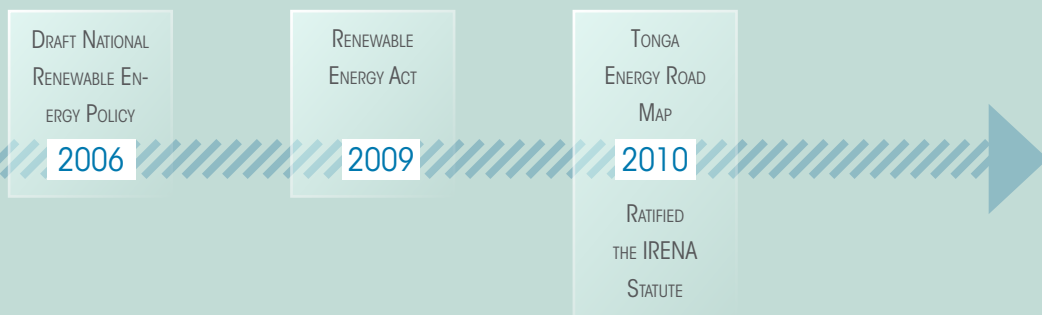 Draft National
Renewable En-
ergy Policy
2006
Renewable
Energy Act
2009
Tonga
Energy Road
Map
2010
Ratified
the IRENA
Statute